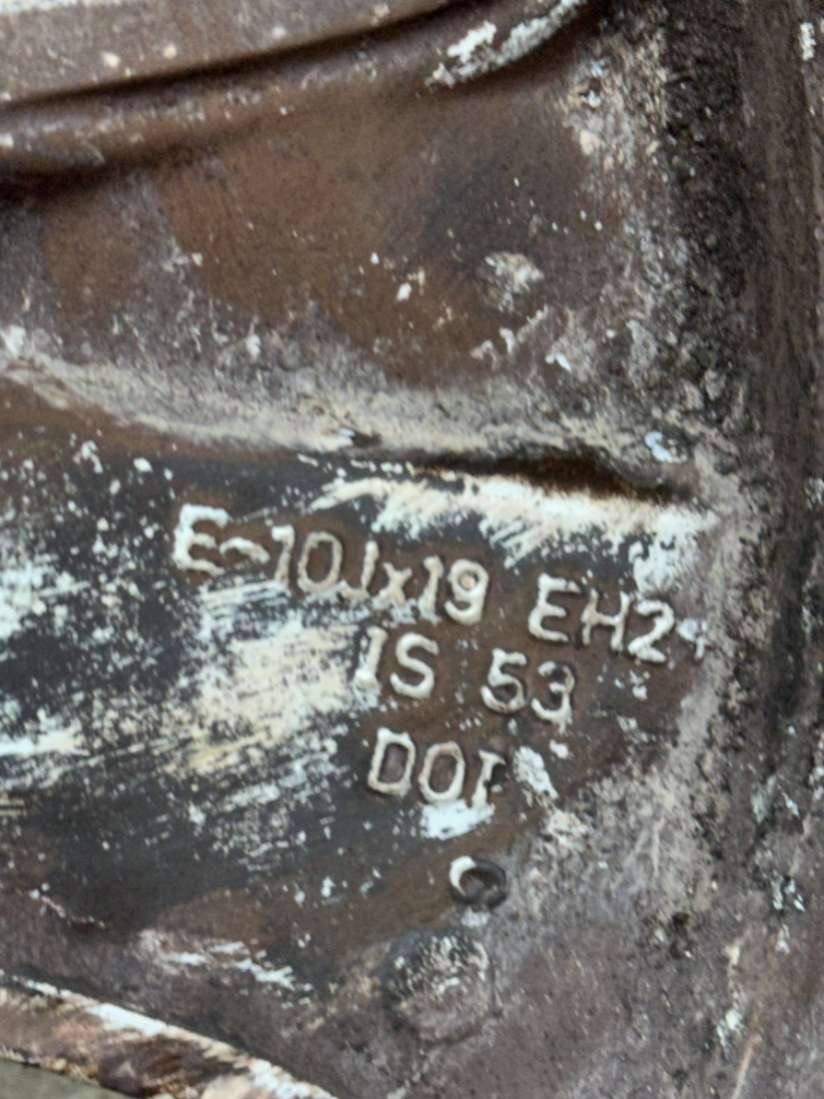 E-10Jx19 EH2+
IS 53
DOT